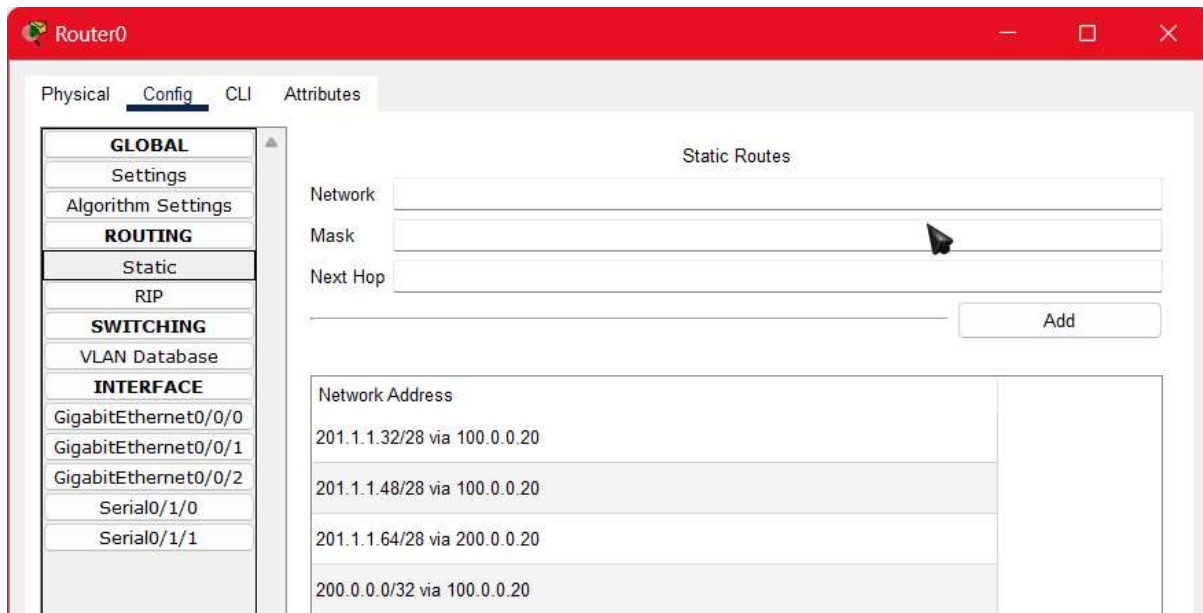 Router0
Physical Config CLI Attributes
GLOBAL
Settings
Algorithm Settings
ROUTING
Static
RIP
SWITCHING
VLAN Database
INTERFACE
GigabitEthernet0/0/0
GigabitEthernet0/0/1
GigabitEthernet0/0/2
Serial0/1/0
Serial0/1/1
Static Routes
Network
Mask
Next Hop
Add
Network Address
201.1.1.32/28 via 100.0.0.20
201.1.1.48/28 via 100.0.0.20
201.1.1.64/28 via 200.0.0.20
200.0.0.0/32 via 100.0.0.20